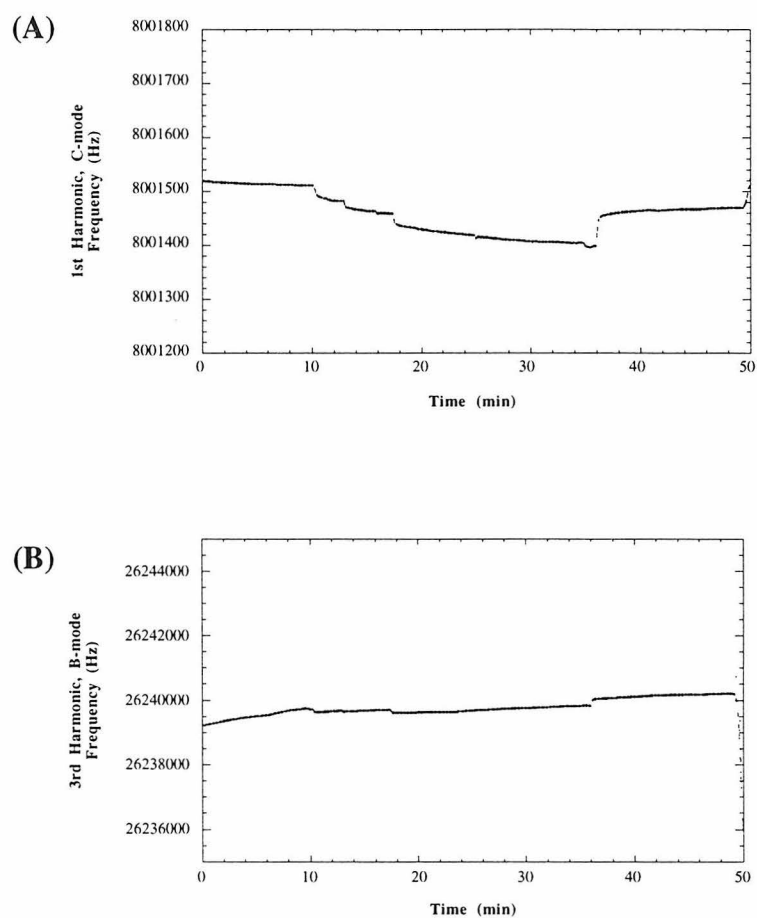 (A)
1st Harmonic, C-mode
Frequency (Hz)
8001800
8001700
8001600
8001500
8001400
8001300
8001200
0 10 20 30 40 50
Time (min)
(B)
3rd Harmonic, B-mode
Frequency (Hz)
26244000
26242000
26240000
26238000
26236000
0 10 20 30 40 50
Time (min)